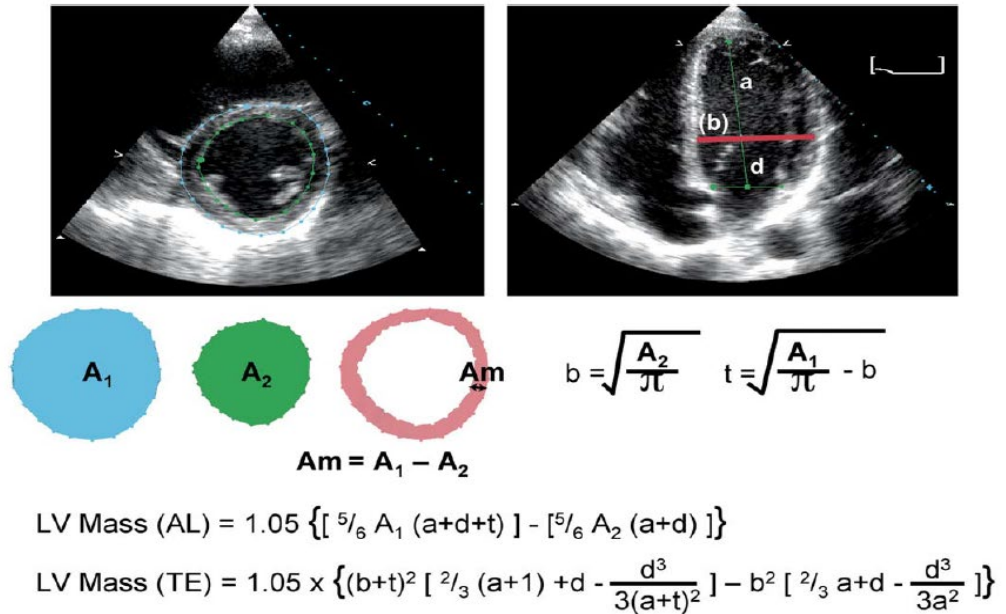 a
(b)
d
[ ]
A₁ A₂ Am
Am = A₁ – A₂
b = √(A₂/π) t = √(A₁/π) - b
LV Mass (AL) = 1.05 {[ ⁵/₆ A₁ (a+d+t) ] - [⁵/₆ A₂ (a+d) ]}
LV Mass (TE) = 1.05 x {(b+t)² [ ²/₃ (a+1) +d - d³/3(a+t)² ] – b² [ ²/₃ a+d - d³/3a² ]}